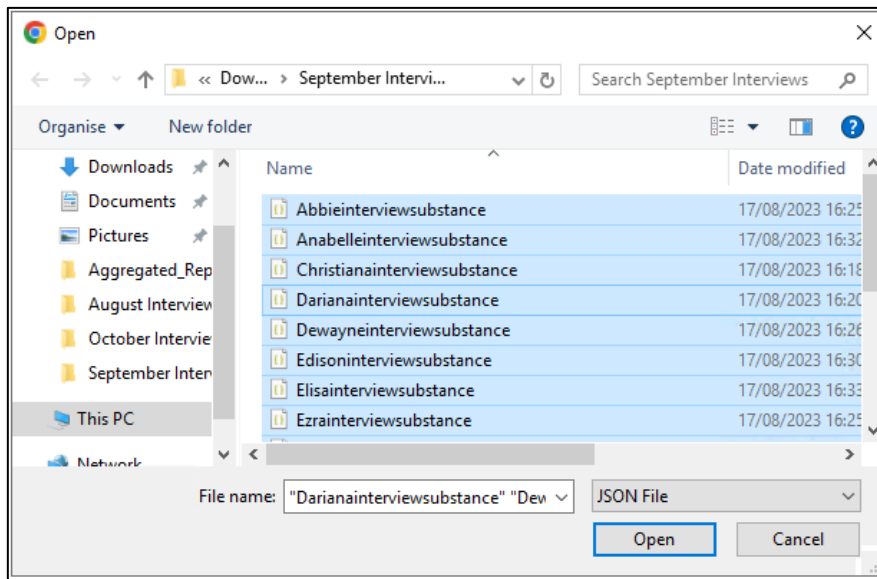 Open
« Dow... › September Intervi...
Search September Interviews
Organise
New folder
Downloads
Documents
Pictures
Aggregated_Rep
August Interview
October Intervie
September Inter
This PC
Network
Name
Date modified
Abbieinterviewsubstance 17/08/2023 16:25
Anabelleinterviewsubstance 17/08/2023 16:32
Christianainterviewsubstance 17/08/2023 16:18
Darianainterviewsubstance 17/08/2023 16:20
Dewayneinterviewsubstance 17/08/2023 16:26
Edisoninterviewsubstance 17/08/2023 16:30
Elisainterviewsubstance 17/08/2023 16:33
Ezrainterviewsubstance 17/08/2023 16:25
File name: "Darianainterviewsubstance" "Dew
JSON File
Open
Cancel